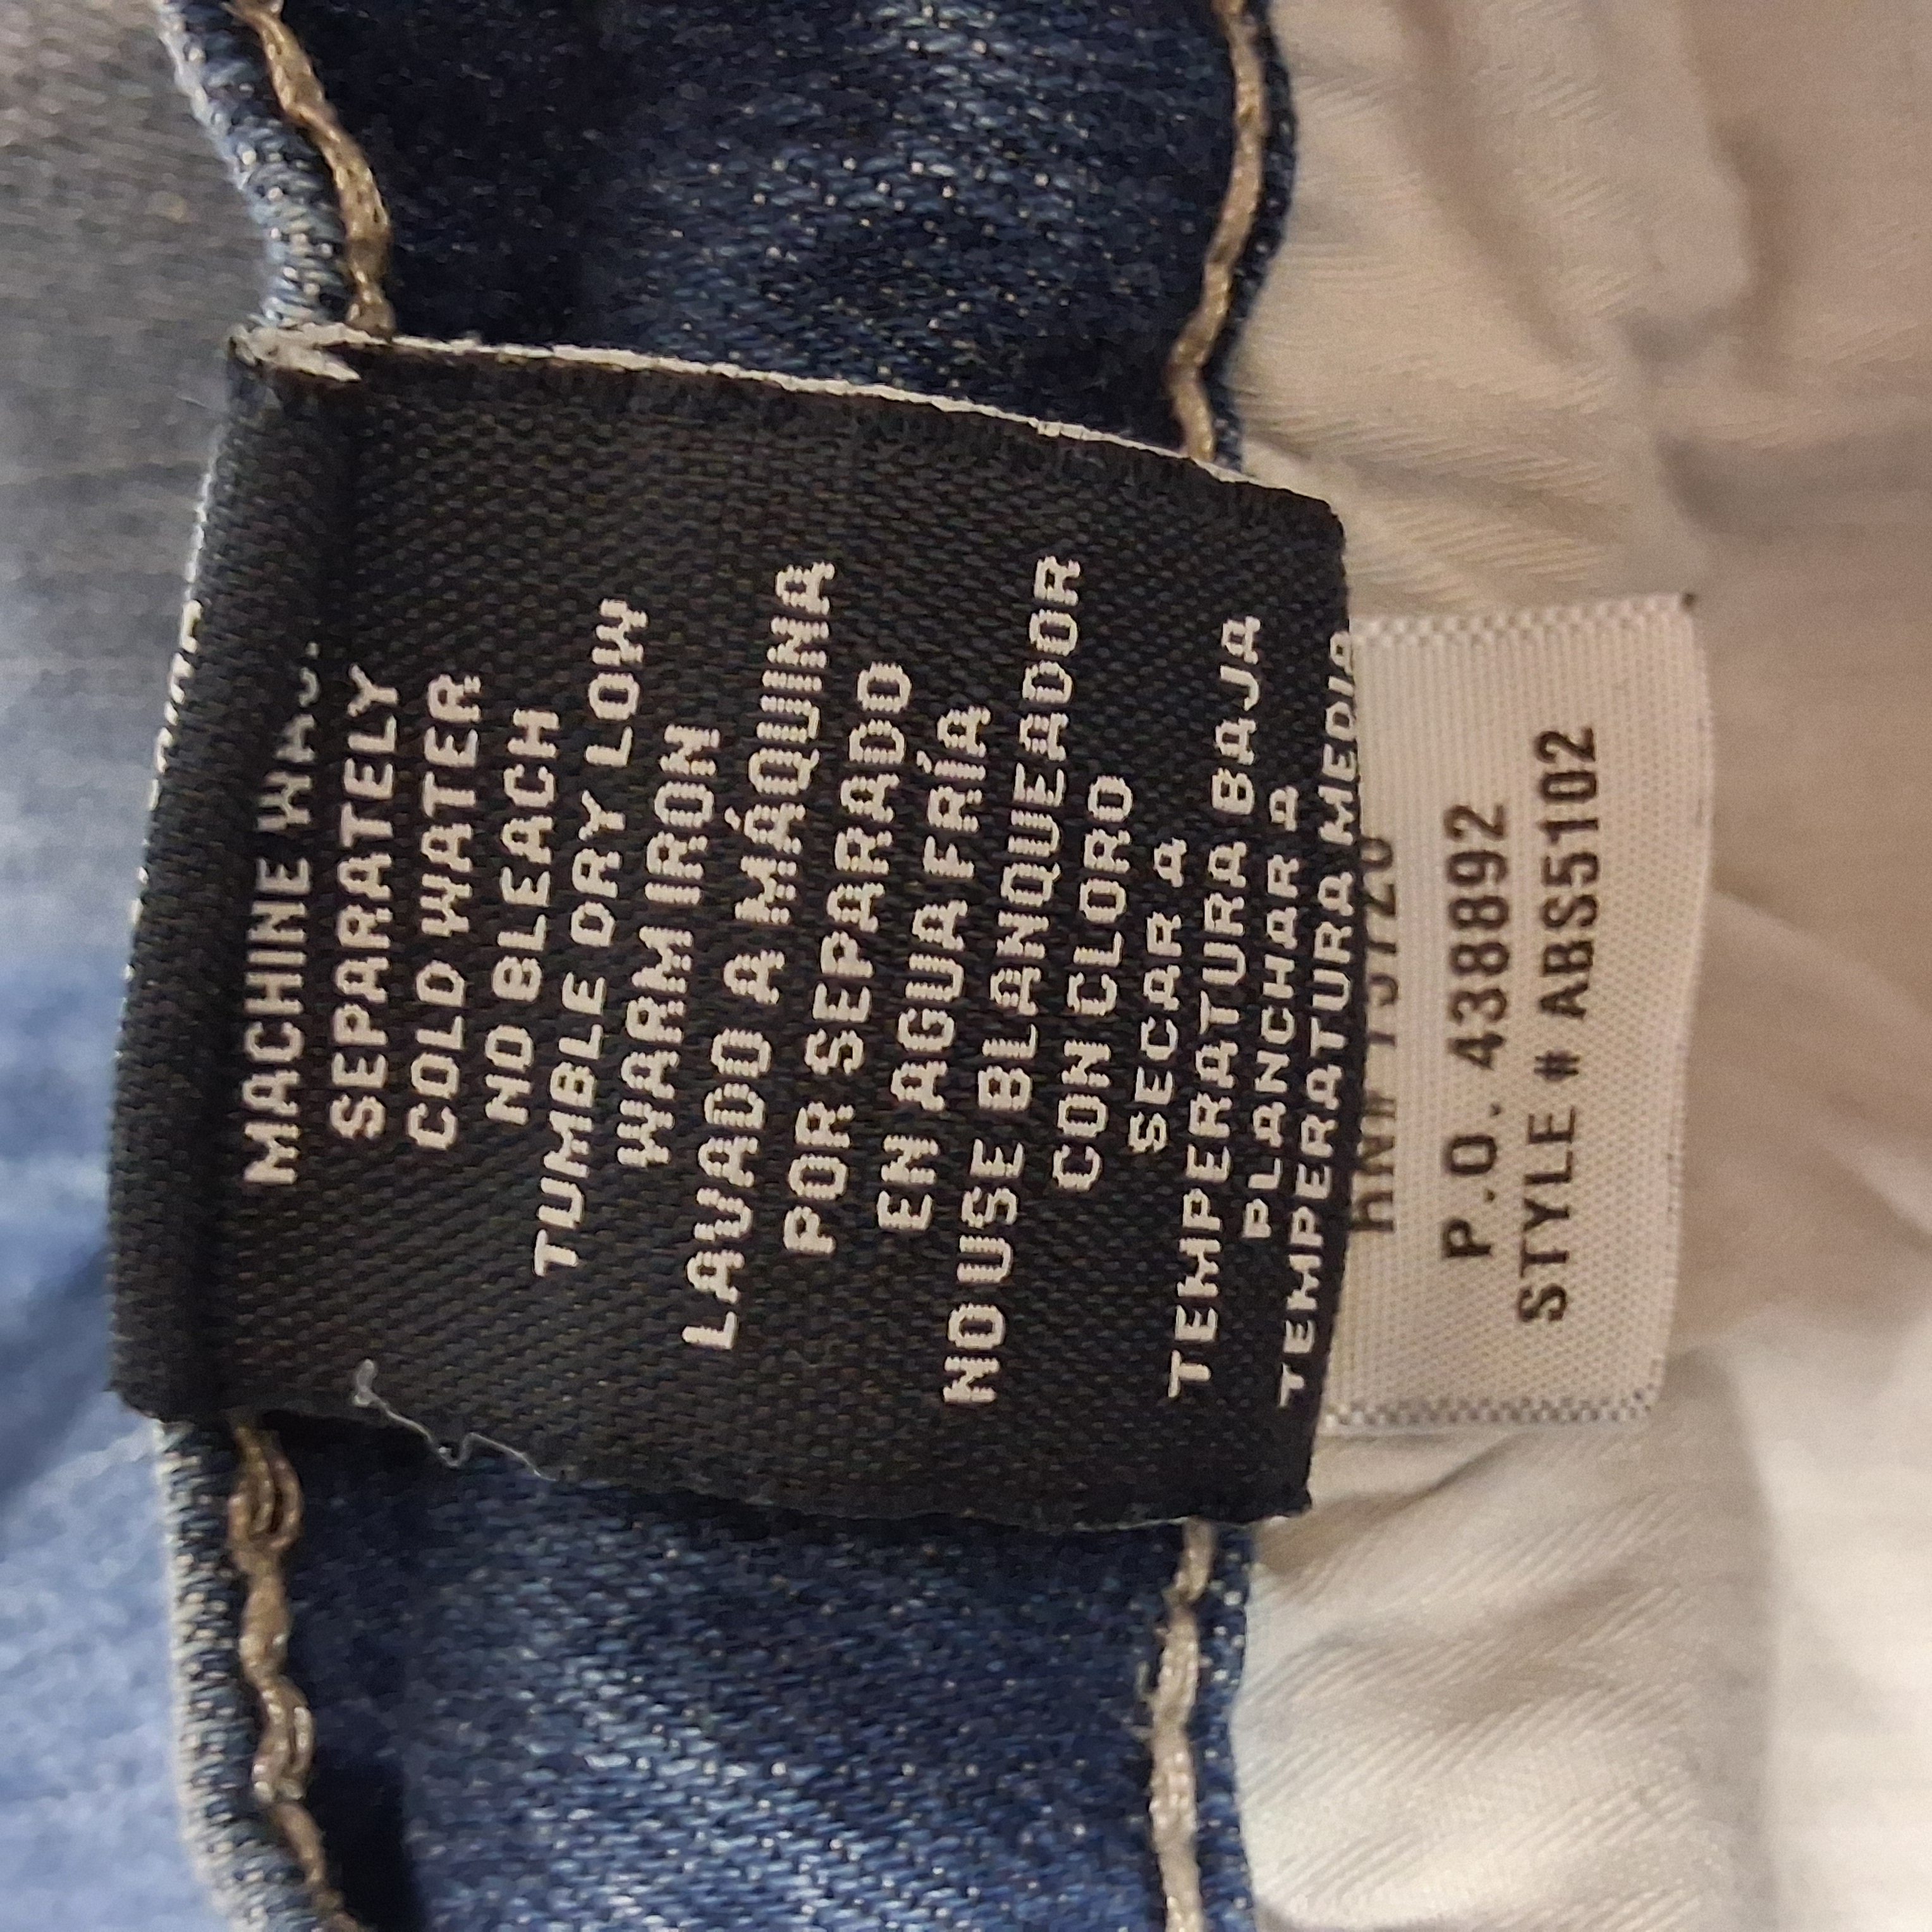 MACHINE
SEPARATELY
COLD WATER
NO BLEACH
TUMBLE DRY LOW
WARM IRON
LAVADO A MÁQUINA
POR SEPARADO
EN AGUA FRÍA
NO USE BLANQUEADOR
CON CLORO
SECAR A
TEMPERATURA BAJA
PLANCHAR A
TEMPERATURA MEDIA
P.O. 438892
STYLE # ABS5102